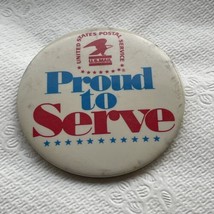 UNITED STATES POSTAL SERVICE
U.S. MAIL
Proud
to
Serve